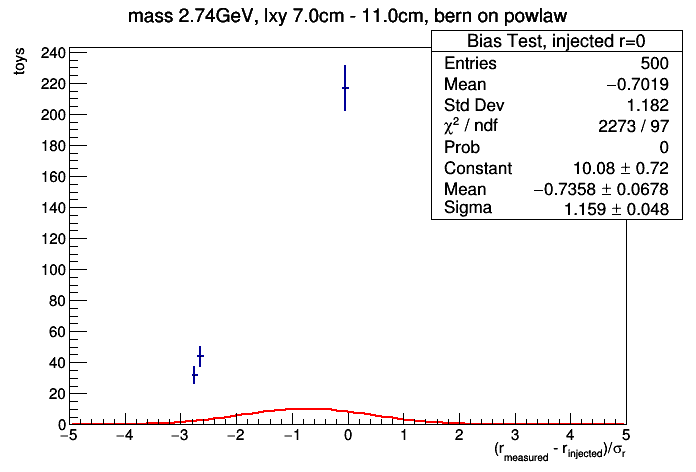 mass 2.74GeV, lxy 7.0cm - 11.0cm, bern on powlaw
Bias Test, injected r=0
Entries 500
Mean −0.7019
Std Dev 1.182
χ² / ndf 2273 / 97
Prob 0
Constant 10.08 ± 0.72
Mean −0.7358 ± 0.0678
Sigma 1.159 ± 0.048
toys
240
220
200
180
160
140
120
100
80
60
40
20
0
−5 −4 −3 −2 −1 0 1 2 3 4 5
(r_measured - r_injected)/σ_r